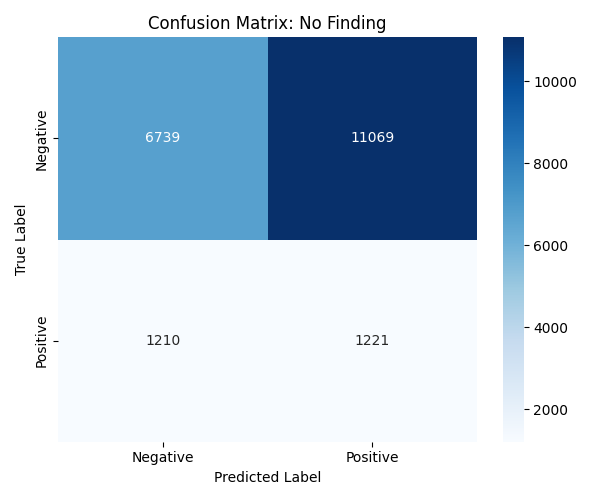 Confusion Matrix: No Finding
True Label
Negative
6739
11069
Positive
1210
1221
Negative
Positive
Predicted Label
10000
8000
6000
4000
2000